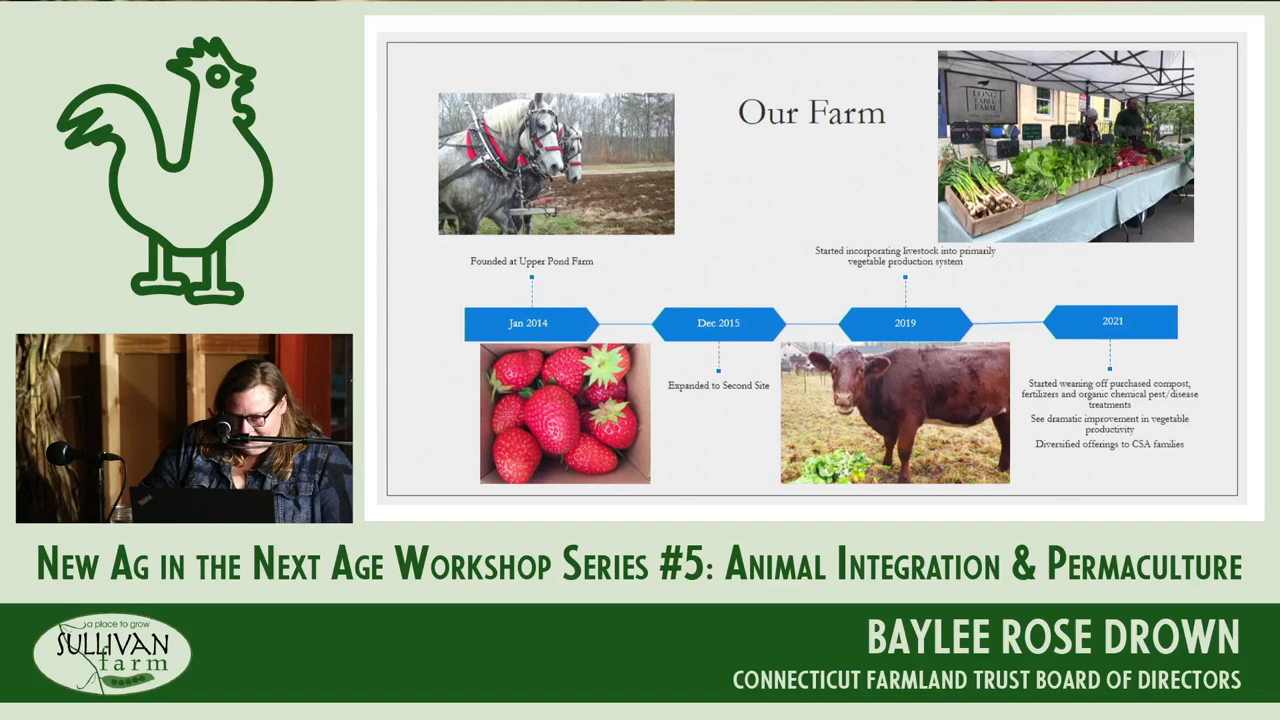 Our Farm
LONG
TABLE
FARM
Founded at Upper Pond Farm
Started incorporating livestock into primarily
vegetable production system
Jan 2014
Dec 2015
2019
2021
Expanded to Second Site
Started weaning off purchased compost,
fertilizers and organic chemical pest/disease
treatments
See dramatic improvement in vegetable
productivity
Diversified offerings to CSA families
New Ag in the Next Age Workshop Series #5: Animal Integration & Permaculture
a place to grow
SULLIVAN
farm
BAYLEE ROSE DROWN
CONNECTICUT FARMLAND TRUST BOARD OF DIRECTORS